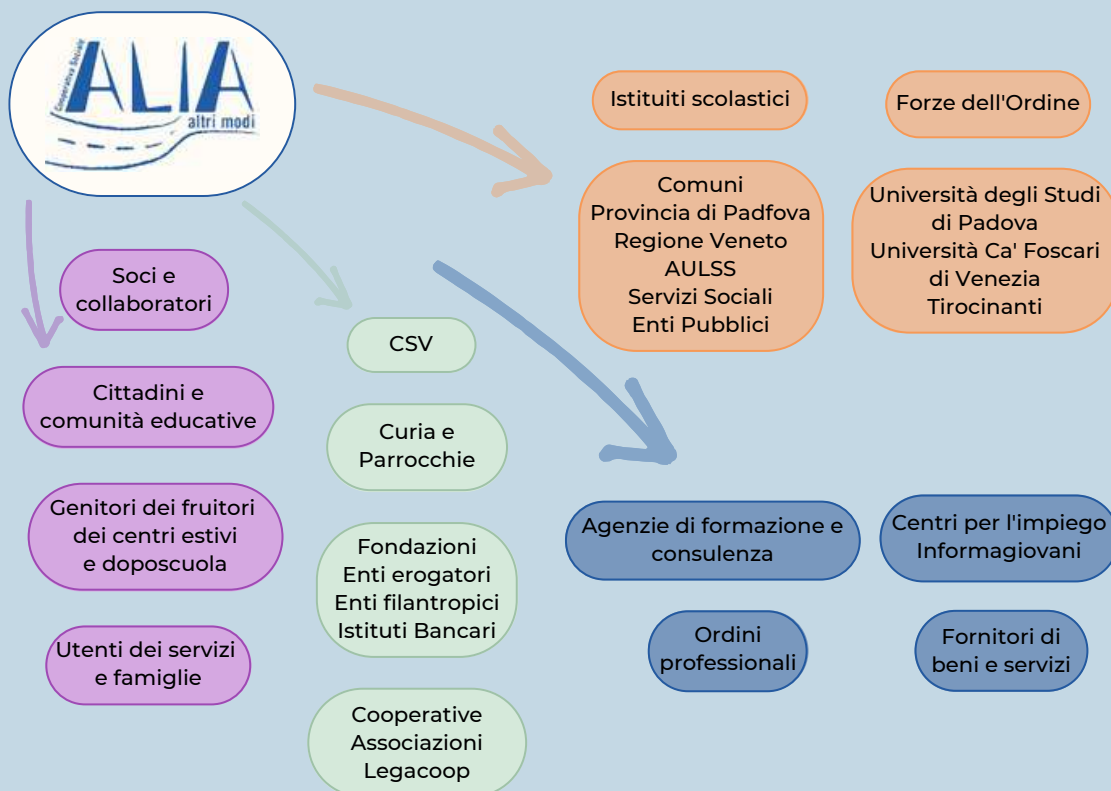 Cooperativa Sociale
ALIA
altri modi
Soci e
collaboratori
Cittadini e
comunità educative
Genitori dei fruitori
dei centri estivi
e doposcuola
Utenti dei servizi
e famiglie
CSV
Curia e
Parrocchie
Fondazioni
Enti erogatori
Enti filantropici
Istituti Bancari
Cooperative
Associazioni
Legacoop
Istituiti scolastici
Forze dell'Ordine
Comuni
Provincia di Padfova
Regione Veneto
AULSS
Servizi Sociali
Enti Pubblici
Università degli Studi
di Padova
Università Ca' Foscari
di Venezia
Tirocinanti
Agenzie di formazione e
consulenza
Centri per l'impiego
Informagiovani
Ordini
professionali
Fornitori di
beni e servizi